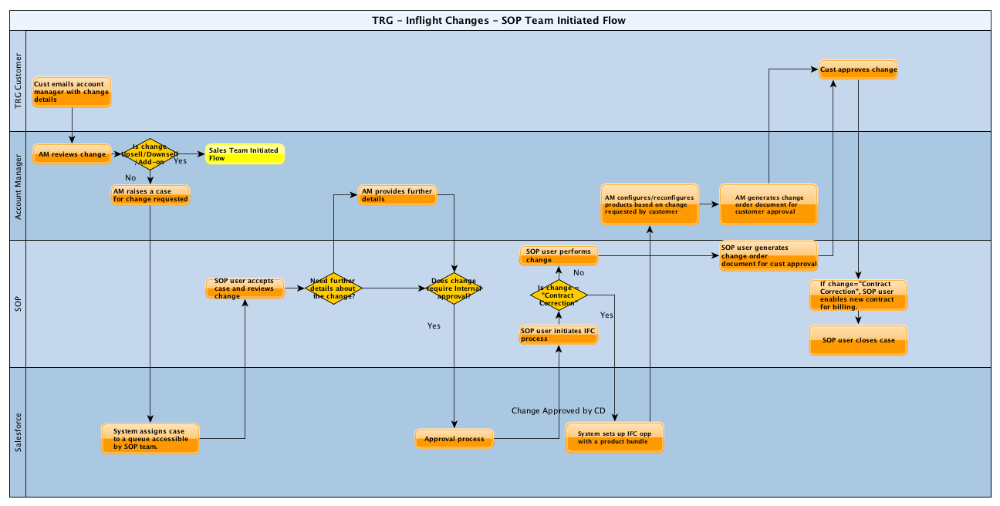 TRG - Inflight Changes - SOP Team Initiated Flow
TRG Customer
Cust emails account
manager with change
details
Cust approves change
Account Manager
AM reviews change
Is change
Upsell/Downsell
/Add-on
Yes
No
Sales Team Initiated
Flow
AM raises a case
for change requested
AM provides further
details
AM configures/reconfigures
products based on change
requested by customer
AM generates change
order document for
customer approval
SOP
SOP user accepts
case and reviews
change
Need further
details about
the change?
Does change
require Internal
approval?
Yes
SOP user performs
change
No
Is change =
"Contract
Correction"
Yes
SOP user initiates IFC
process
SOP user generates
change order
document for cust approval
If change="Contract
Correction", SOP user
enables new contract
for billing.
SOP user closes case
Salesforce
System assigns case
to a queue accessible
by SOP team.
Approval process
Change Approved by CD
System sets up IFC opp
with a product bundle